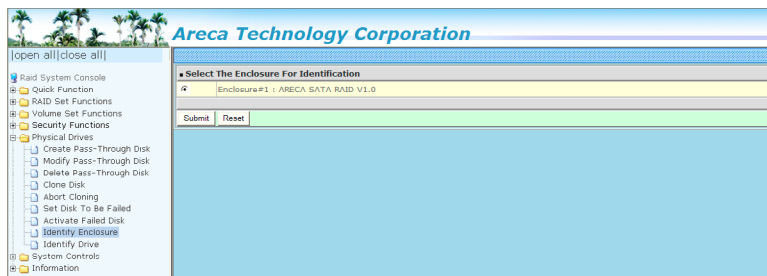 Areca Technology Corporation
|open all|close all|
Raid System Console
Quick Function
RAID Set Functions
Volume Set Functions
Security Functions
Physical Drives
Create Pass-Through Disk
Modify Pass-Through Disk
Delete Pass-Through Disk
Clone Disk
Abort Cloning
Set Disk To Be Failed
Activate Failed Disk
Identify Enclosure
Identify Drive
System Controls
Information
Select The Enclosure For Identification
Enclosure#1 : ARECA SATA RAID V1.0
Submit Reset